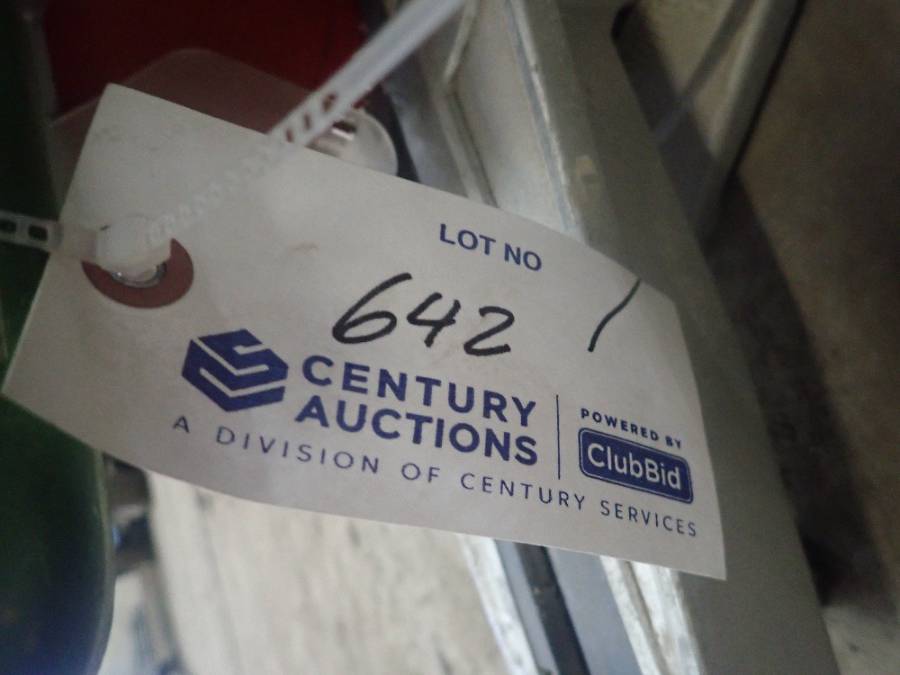 LOT NO
642 /
CENTURY
AUCTIONS
A DIVISION OF CENTURY SERVICES
POWERED BY
ClubBid